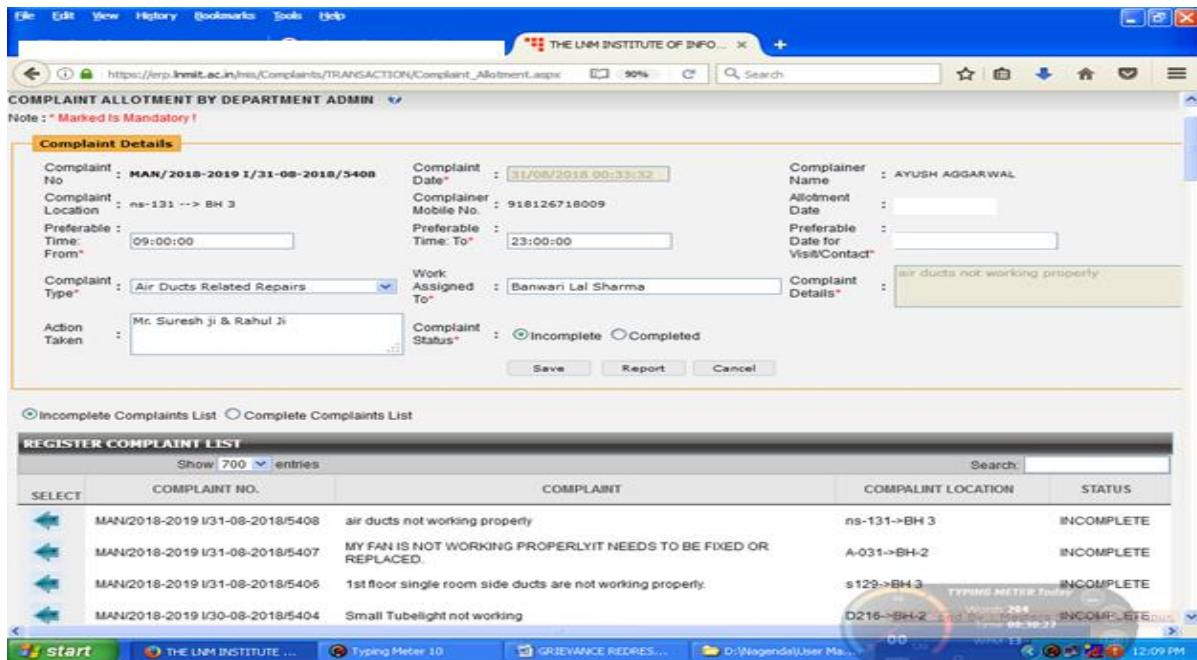 File Edit View History Bookmarks Tools Help
THE LNM INSTITUTE OF INFO... × +
https://erp.lnmiit.ac.in/mis/Complaints/TRANSACTION/Complaint_Allotment.aspx 90% Search
COMPLAINT ALLOTMENT BY DEPARTMENT ADMIN
Note : * Marked Is Mandatory !
Complaint Details
Complaint No : MAN/2018-2019 I/31-08-2018/5408 Complaint Date* : 31/08/2018 00:33:32 Complainer Name : AYUSH AGGARWAL
Complaint Location : ns-131 --> BH 3 Complainer Mobile No. : 918126718009 Allotment Date :
Preferable Time: From* : 09:00:00 Preferable Time: To* : 23:00:00 Preferable Date for Visit/Contact* :
Complaint Type* : Air Ducts Related Repairs Work Assigned To* : Banwari Lal Sharma Complaint Details* : air ducts not working properly
Action Taken : Mr. Suresh ji & Rahul Ji Complaint Status* : Incomplete Completed
Save Report Cancel
Incomplete Complaints List Complete Complaints List
REGISTER COMPLAINT LIST
Show 700 entries Search:
SELECT COMPLAINT NO. COMPLAINT COMPALINT LOCATION STATUS
MAN/2018-2019 I/31-08-2018/5408 air ducts not working properly ns-131->BH 3 INCOMPLETE
MAN/2018-2019 I/31-08-2018/5407 MY FAN IS NOT WORKING PROPERLYIT NEEDS TO BE FIXED OR REPLACED. A-031->BH-2 INCOMPLETE
MAN/2018-2019 I/31-08-2018/5406 1st floor single room side ducts are not working properly. s129->BH 3 INCOMPLETE
TYPING METER Today
MAN/2018-2019 I/30-08-2018/5404 Small Tubelight not working D216->BH-2 INCOMPLETE
Words 204
00
start THE LNM INSTITUTE ... Typing Meter 10 GRIEVANCE REDRES... D:\Nagenda\User Ma... 12:09 PM